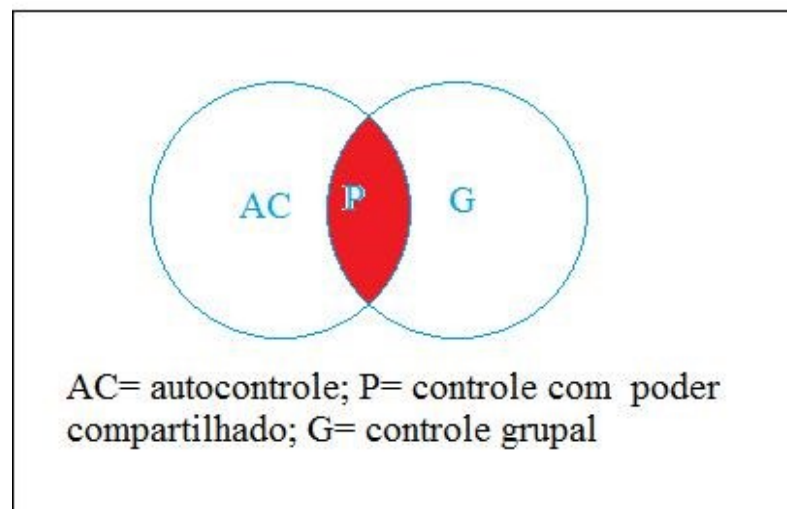 AC P G
AC= autocontrole; P= controle com poder
compartilhado; G= controle grupal